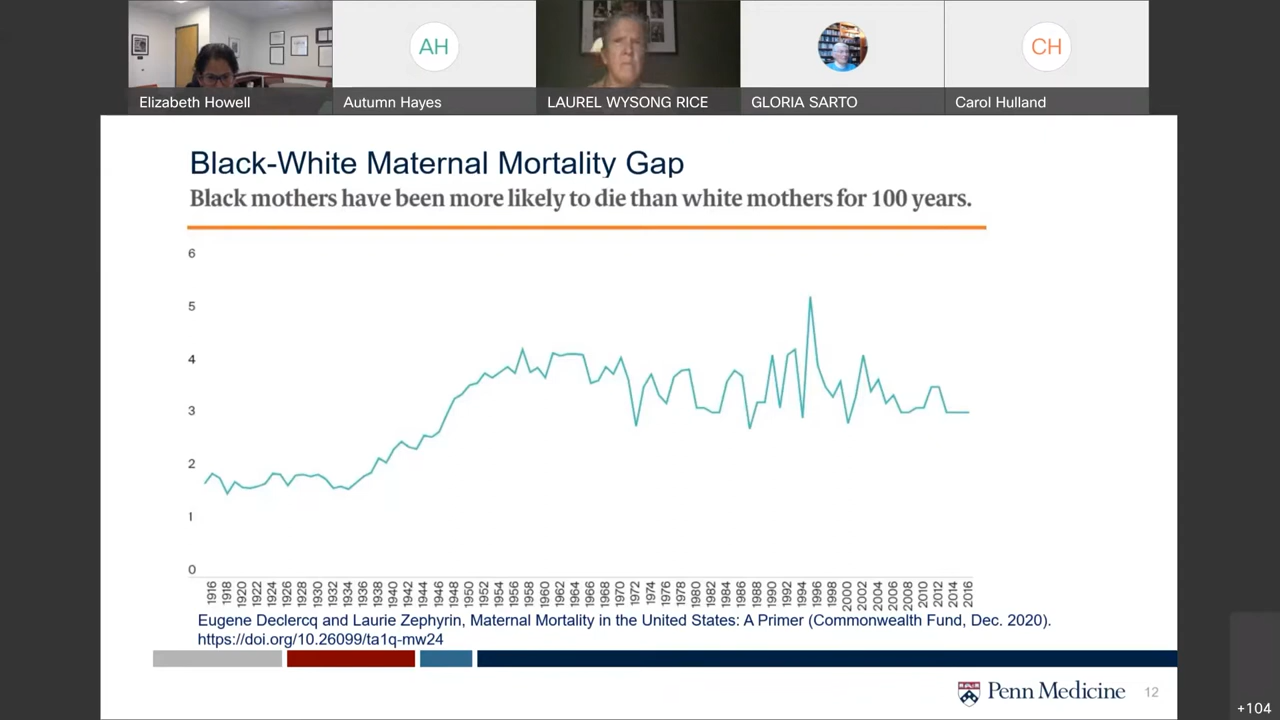 AH
CH
Elizabeth Howell
Autumn Hayes
LAUREL WYSONG RICE
GLORIA SARTO
Carol Hulland
Black-White Maternal Mortality Gap
Black mothers have been more likely to die than white mothers for 100 years.
6
5
4
3
2
1
0
1916 1918 1920 1922 1924 1926 1928 1930 1932 1934 1936 1938 1940 1942 1944 1946 1948 1950 1952 1954 1956 1958 1960 1962 1964 1966 1968 1970 1972 1974 1976 1978 1980 1982 1984 1986 1988 1990 1992 1994 1996 1998 2000 2002 2004 2006 2008 2010 2012 2014 2018
Eugene Declercq and Laurie Zephyrin, Maternal Mortality in the United States: A Primer (Commonwealth Fund, Dec. 2020).
https://doi.org/10.26099/ta1q-mw24
Penn Medicine
12
+104